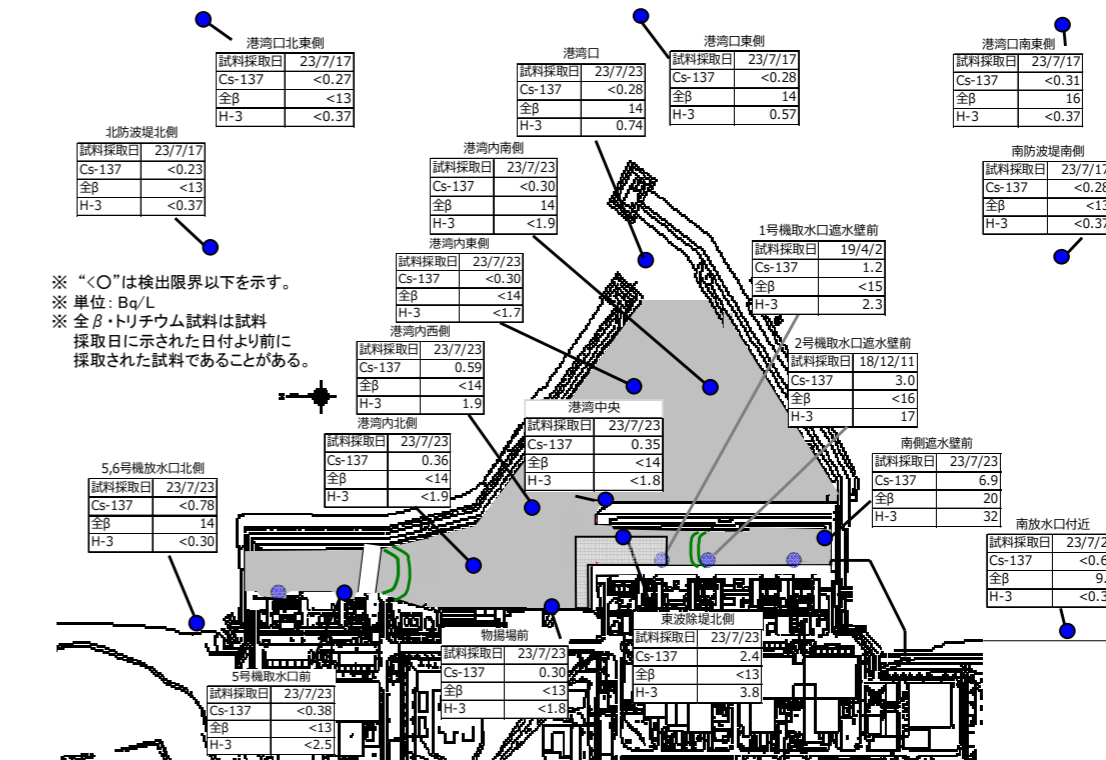 港湾口北東側
試料採取日 23/7/17
Cs-137 <0.27
全β <13
H-3 <0.37
港湾口
試料採取日 23/7/23
Cs-137 <0.28
全β 14
H-3 0.74
港湾口東側
試料採取日 23/7/17
Cs-137 <0.28
全β 14
H-3 0.57
港湾口南東側
試料採取日 23/7/17
Cs-137 <0.31
全β 16
H-3 <0.37
北防波堤北側
試料採取日 23/7/17
Cs-137 <0.23
全β <13
H-3 <0.37
港湾内南側
試料採取日 23/7/23
Cs-137 <0.30
全β 14
H-3 <1.9
南防波堤南側
試料採取日 23/7/17
Cs-137 <0.28
全β <13
H-3 <0.37
港湾内東側
試料採取日 23/7/23
Cs-137 <0.30
全β <14
H-3 <1.7
1号機取水口遮水壁前
試料採取日 19/4/2
Cs-137 1.2
全β <15
H-3 2.3
※ “<〇”は検出限界以下を示す。
※ 単位: Bq/L
※ 全β・トリチウム試料は試料
採取日に示された日付より前に
採取された試料であることがある。
港湾内西側
試料採取日 23/7/23
Cs-137 0.59
全β <14
H-3 1.9
2号機取水口遮水壁前
試料採取日 18/12/11
Cs-137 3.0
全β <16
H-3 17
港湾内北側
試料採取日 23/7/23
Cs-137 0.36
全β <14
H-3 <1.9
港湾中央
試料採取日 23/7/23
Cs-137 0.35
全β <14
H-3 <1.8
南側遮水壁前
試料採取日 23/7/23
Cs-137 6.9
全β 20
H-3 32
5,6号機放水口北側
試料採取日 23/7/23
Cs-137 <0.78
全β 14
H-3 <0.30
南放水口付近
試料採取日 23/7/2
Cs-137 <0.6
全β 9.
H-3 <0.3
東波除堤北側
試料採取日 23/7/23
Cs-137 2.4
全β <13
H-3 3.8
物揚場前
試料採取日 23/7/23
Cs-137 0.30
全β <13
H-3 <1.8
5号機取水口前
試料採取日 23/7/23
Cs-137 <0.38
全β <13
H-3 <2.5